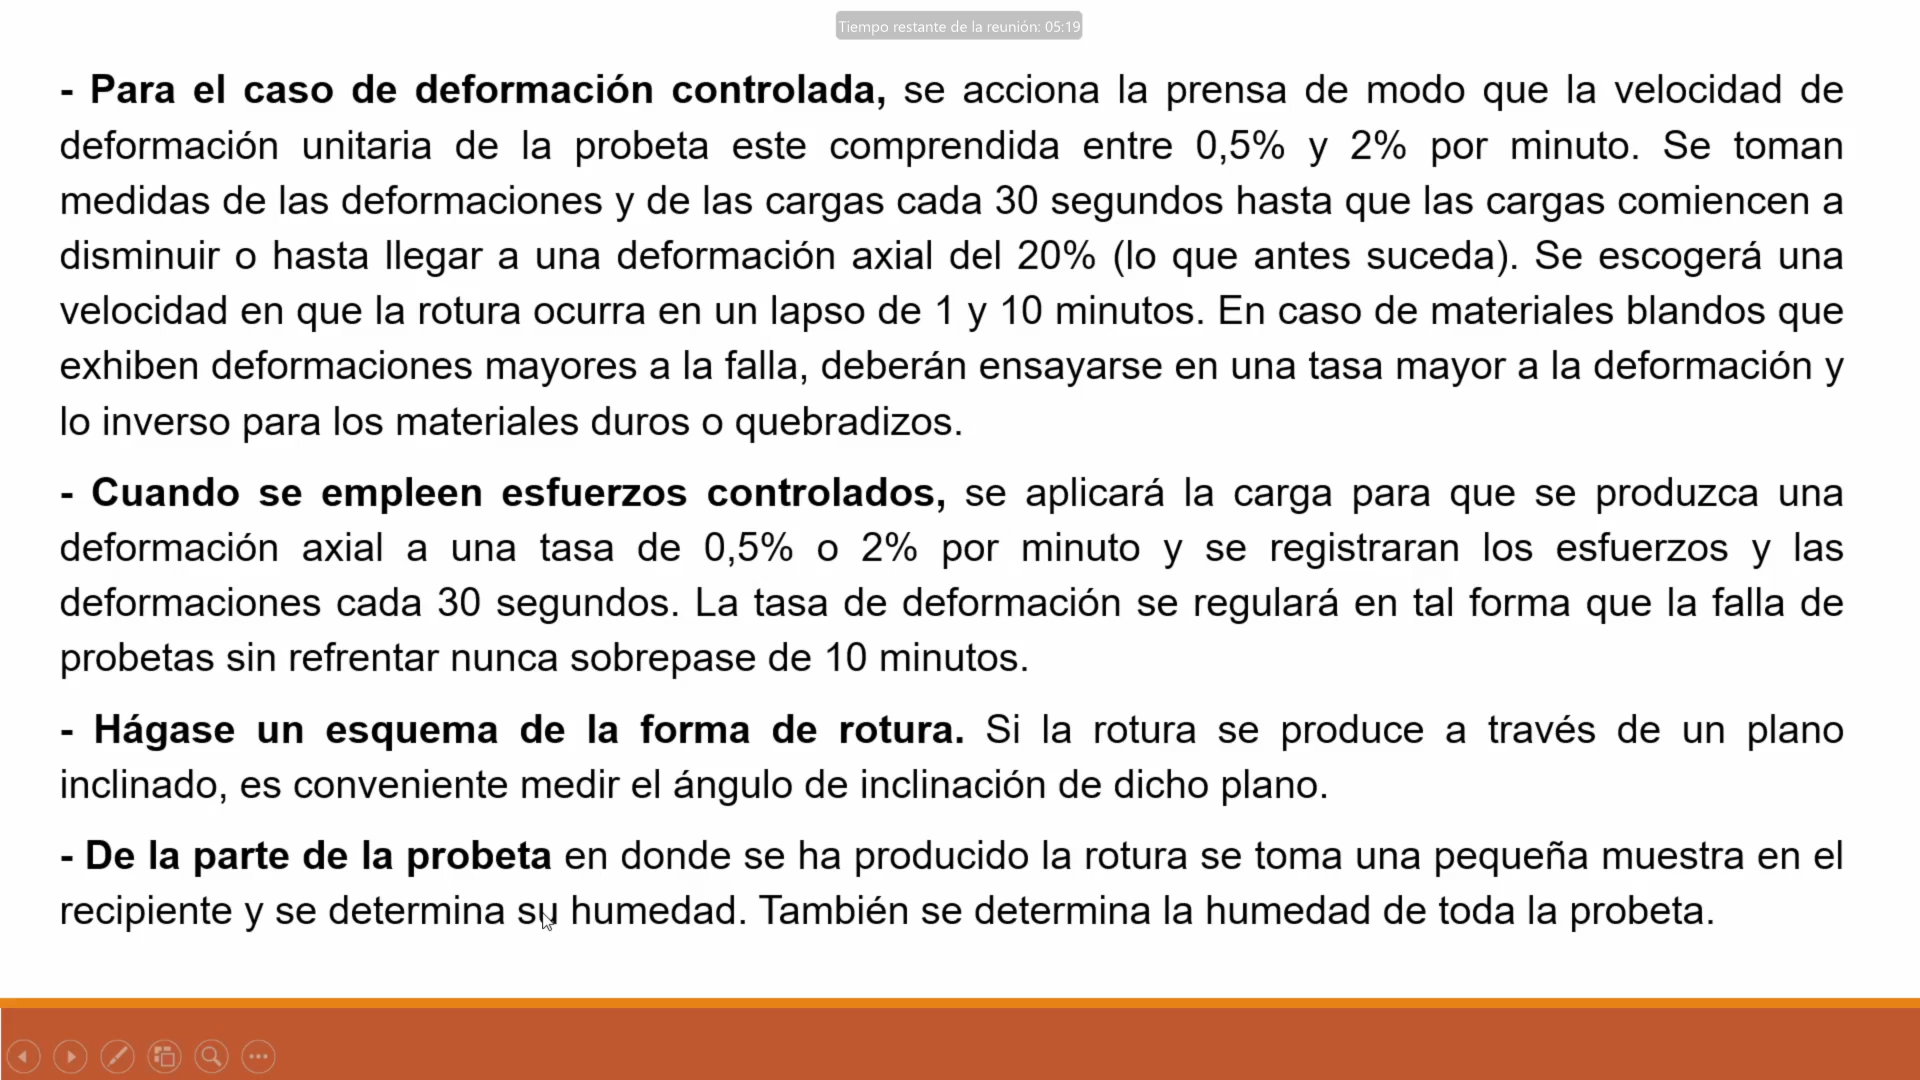 Tiempo restante de la reunión: 05:19
- Para el caso de deformación controlada, se acciona la prensa de modo que la velocidad de
deformación unitaria de la probeta este comprendida entre 0,5% y 2% por minuto. Se toman
medidas de las deformaciones y de las cargas cada 30 segundos hasta que las cargas comiencen a
disminuir o hasta llegar a una deformación axial del 20% (lo que antes suceda). Se escogerá una
velocidad en que la rotura ocurra en un lapso de 1 y 10 minutos. En caso de materiales blandos que
exhiben deformaciones mayores a la falla, deberán ensayarse en una tasa mayor a la deformación y
lo inverso para los materiales duros o quebradizos.
- Cuando se empleen esfuerzos controlados, se aplicará la carga para que se produzca una
deformación axial a una tasa de 0,5% o 2% por minuto y se registraran los esfuerzos y las
deformaciones cada 30 segundos. La tasa de deformación se regulará en tal forma que la falla de
probetas sin refrentar nunca sobrepase de 10 minutos.
- Hágase un esquema de la forma de rotura. Si la rotura se produce a través de un plano
inclinado, es conveniente medir el ángulo de inclinación de dicho plano.
- De la parte de la probeta en donde se ha producido la rotura se toma una pequeña muestra en el
recipiente y se determina su humedad. También se determina la humedad de toda la probeta.